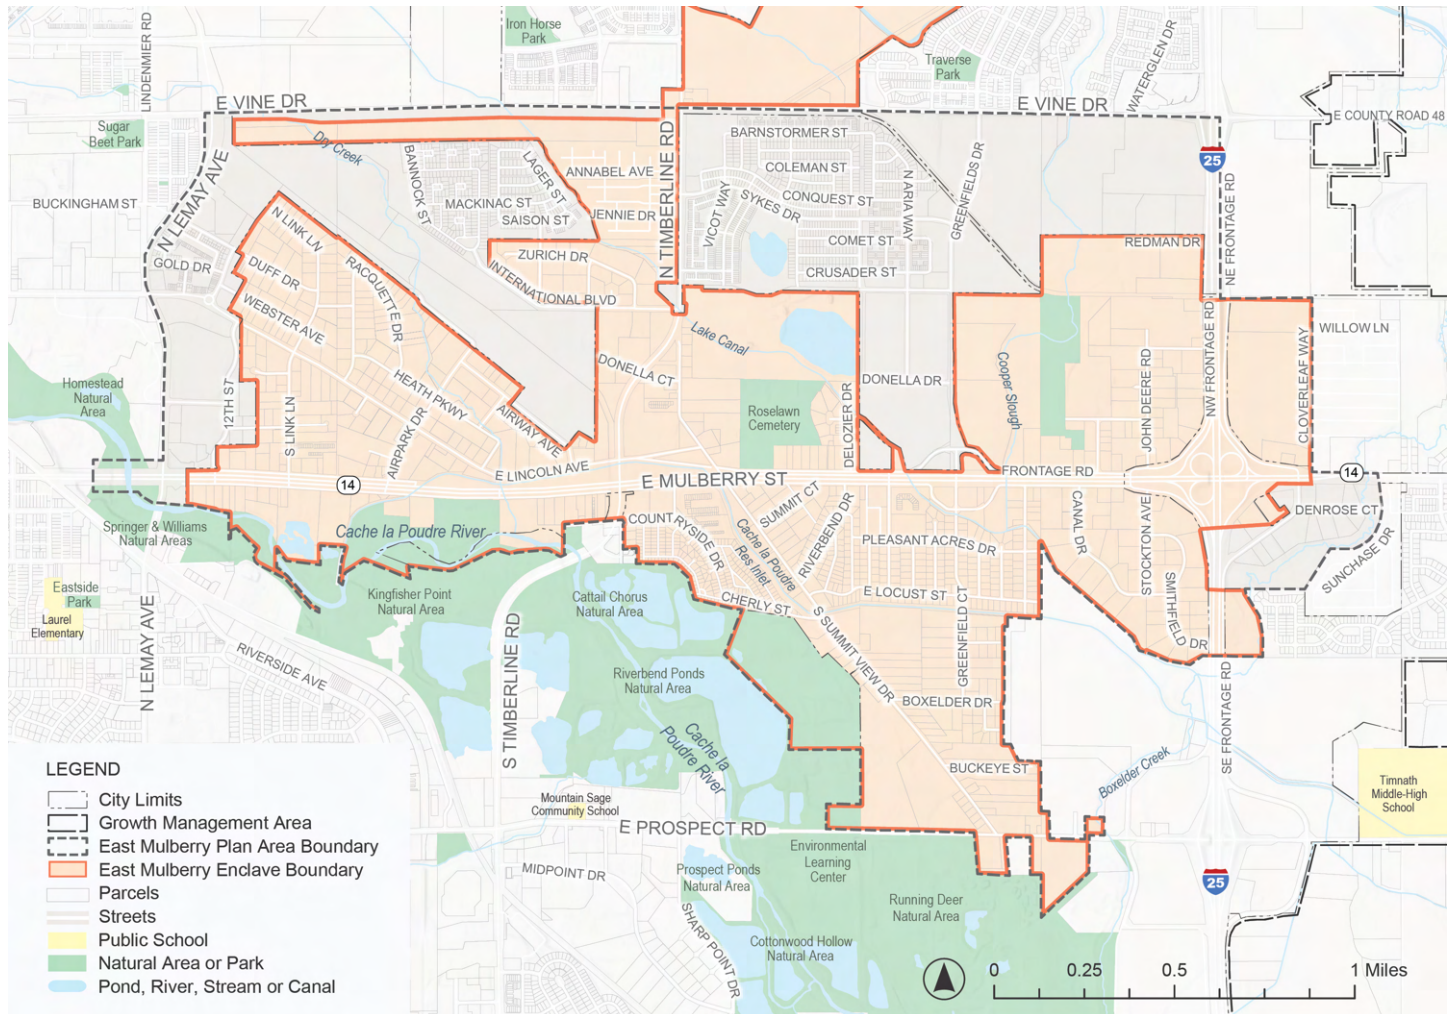 Iron Horse
Park
LINDENMIER RD
Traverse
Park
WATERGLEN DR
E VINE DR
E VINE DR
E COUNTY ROAD 48
Sugar
Beet Park
Dry Creek
N TIMBERLINE RD
BARNSTORMER ST
COLEMAN ST
CONQUEST ST
SYKES DR
VICOT WAY
N ARIA WAY
GREENFIELDS DR
COMET ST
CRUSADER ST
25
NE FRONTAGE RD
REDMAN DR
BUCKINGHAM ST
N LEMAY AVE
BANNOCK ST
LAGER ST
MACKINAC ST
SAISON ST
ANNABEL AVE
JENNIE DR
ZURICH DR
INTERNATIONAL BLVD
GOLD DR
N LINK LN
DUFF DR
WEBSTER AVE
RACQUETTE DR
HEATH PKWY
AIRWAY AVE
AIRPARK DR
S LINK LN
12TH ST
DONELLA CT
Lake Canal
DONELLA DR
DELOZIER DR
Roselawn
Cemetery
Cooper Slough
JOHN DEERE RD
NW FRONTAGE RD
CLOVERLEAF WAY
WILLOW LN
Homestead
Natural
Area
E LINCOLN AVE
E MULBERRY ST
FRONTAGE RD
14
14
DENROSE CT
SUNCHASE DR
Springer & Williams
Natural Areas
Cache la Poudre River
COUNTRYSIDE DR
SUMMIT CT
RIVERBEND DR
Cache la Poudre
Res Inlet
PLEASANT ACRES DR
CANAL DR
STOCKTON AVE
SMITHFIELD DR
E LOCUST ST
CHERLY ST
S SUMMIT VIEW DR
GREENFIELD CT
BOXELDER DR
BUCKEYE ST
Eastside
Park
Laurel
Elementary
N LEMAY AVE
RIVERSIDE AVE
Kingfisher Point
Natural Area
Cattail Chorus
Natural Area
S TIMBERLINE RD
Riverbend Ponds
Natural Area
Cache la
Poudre River
Boxelder Creek
SE FRONTAGE RD
Timnath
Middle-High
School
Mountain Sage
Community School
E PROSPECT RD
MIDPOINT DR
Prospect Ponds
Natural Area
SHARP POINT DR
Environmental
Learning
Center
Running Deer
Natural Area
Cottonwood Hollow
Natural Area
25
LEGEND
City Limits
Growth Management Area
East Mulberry Plan Area Boundary
East Mulberry Enclave Boundary
Parcels
Streets
Public School
Natural Area or Park
Pond, River, Stream or Canal
0 0.25 0.5 1 Miles